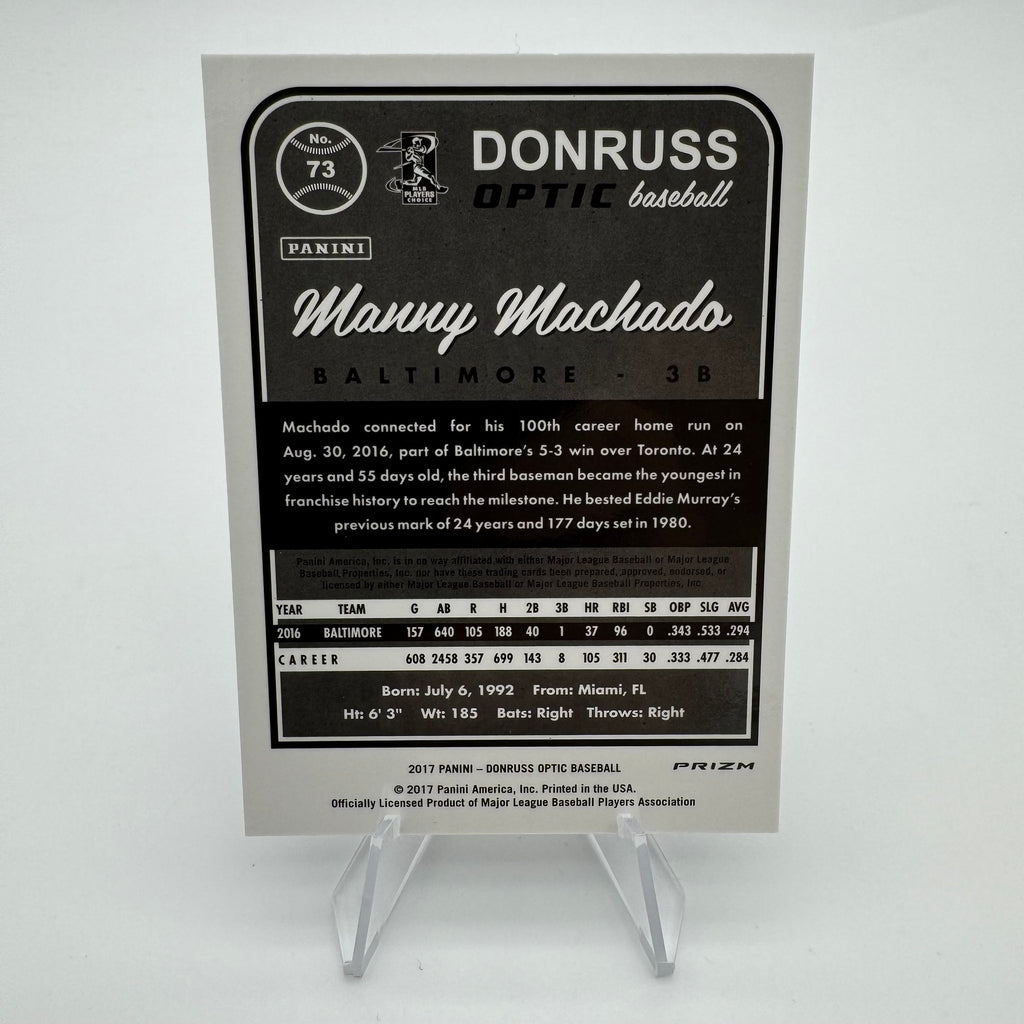 No.
73
MLB
PLAYERS
CHOICE
DONRUSS
OPTIC baseball
PANINI
Manny Machado
BALTIMORE - 3B
Machado connected for his 100th career home run on
Aug. 30, 2016, part of Baltimore's 5-3 win over Toronto. At 24
years and 55 days old, the third baseman became the youngest in
franchise history to reach the milestone. He bested Eddie Murray's
previous mark of 24 years and 177 days set in 1980.
Panini America, Inc. is in no way affiliated with either Major League Baseball or Major League
Baseball Properties, Inc. nor have these trading cards been prepared, approved, endorsed, or
licensed by either Major League Baseball or Major League Baseball Properties, Inc.
YEAR TEAM G AB R H 2B 3B HR RBI SB OBP SLG AVG
2016 BALTIMORE 157 640 105 188 40 1 37 96 0 .343 .533 .294
CAREER 608 2458 357 699 143 8 105 311 30 .333 .477 .284
Born: July 6, 1992 From: Miami, FL
Ht: 6' 3" Wt: 185 Bats: Right Throws: Right
2017 PANINI – DONRUSS OPTIC BASEBALL PRIZM
© 2017 Panini America, Inc. Printed in the USA.
Officially Licensed Product of Major League Baseball Players Association